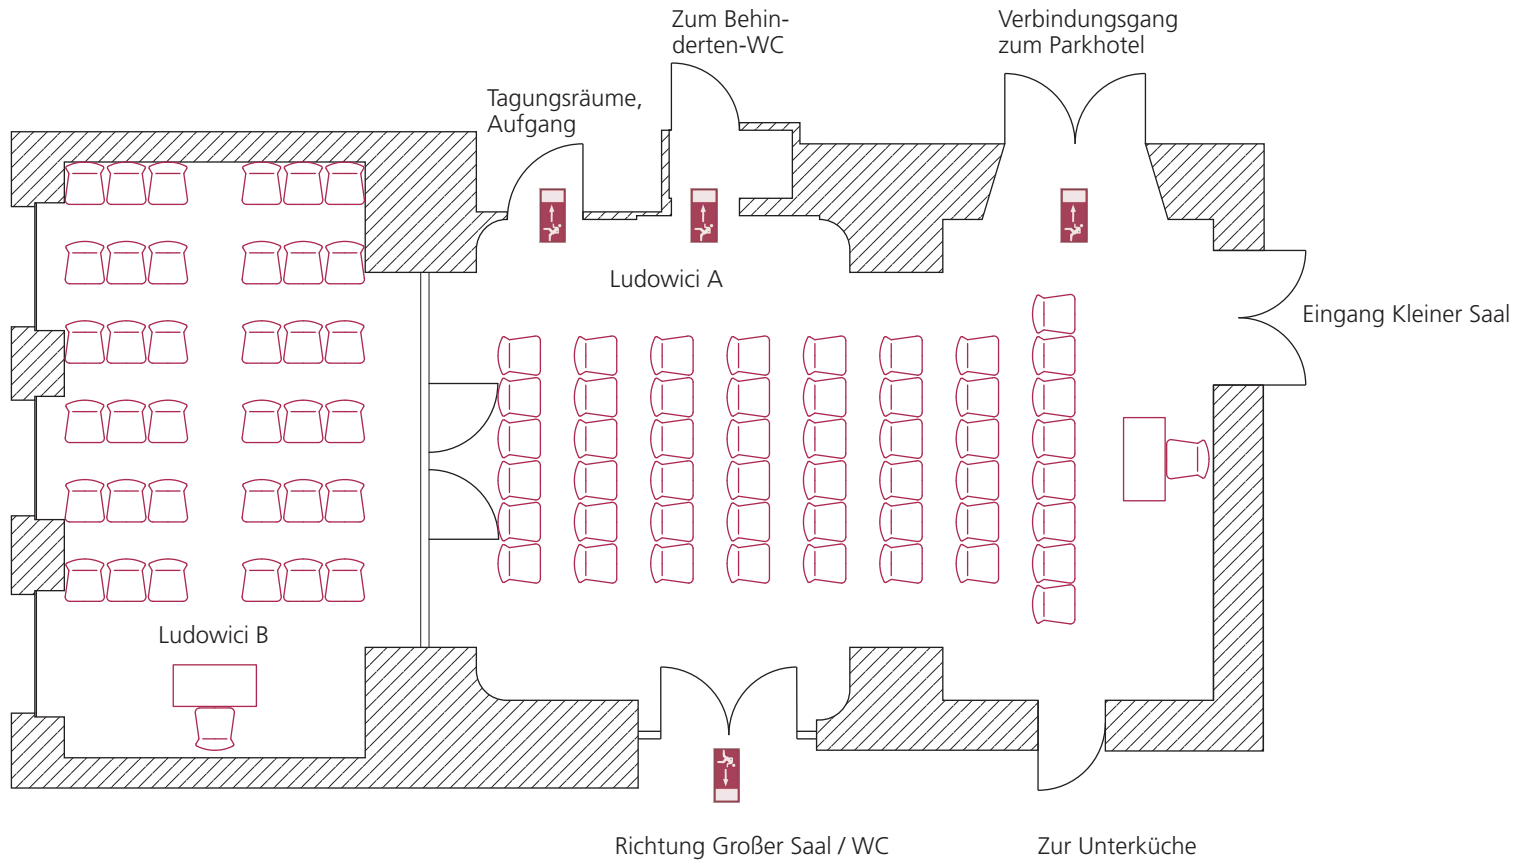 Zum Behin-
derten-WC
Verbindungsgang
zum Parkhotel
Tagungsräume,
Aufgang
Ludowici A
Eingang Kleiner Saal
Ludowici B
Richtung Großer Saal / WC
Zur Unterküche